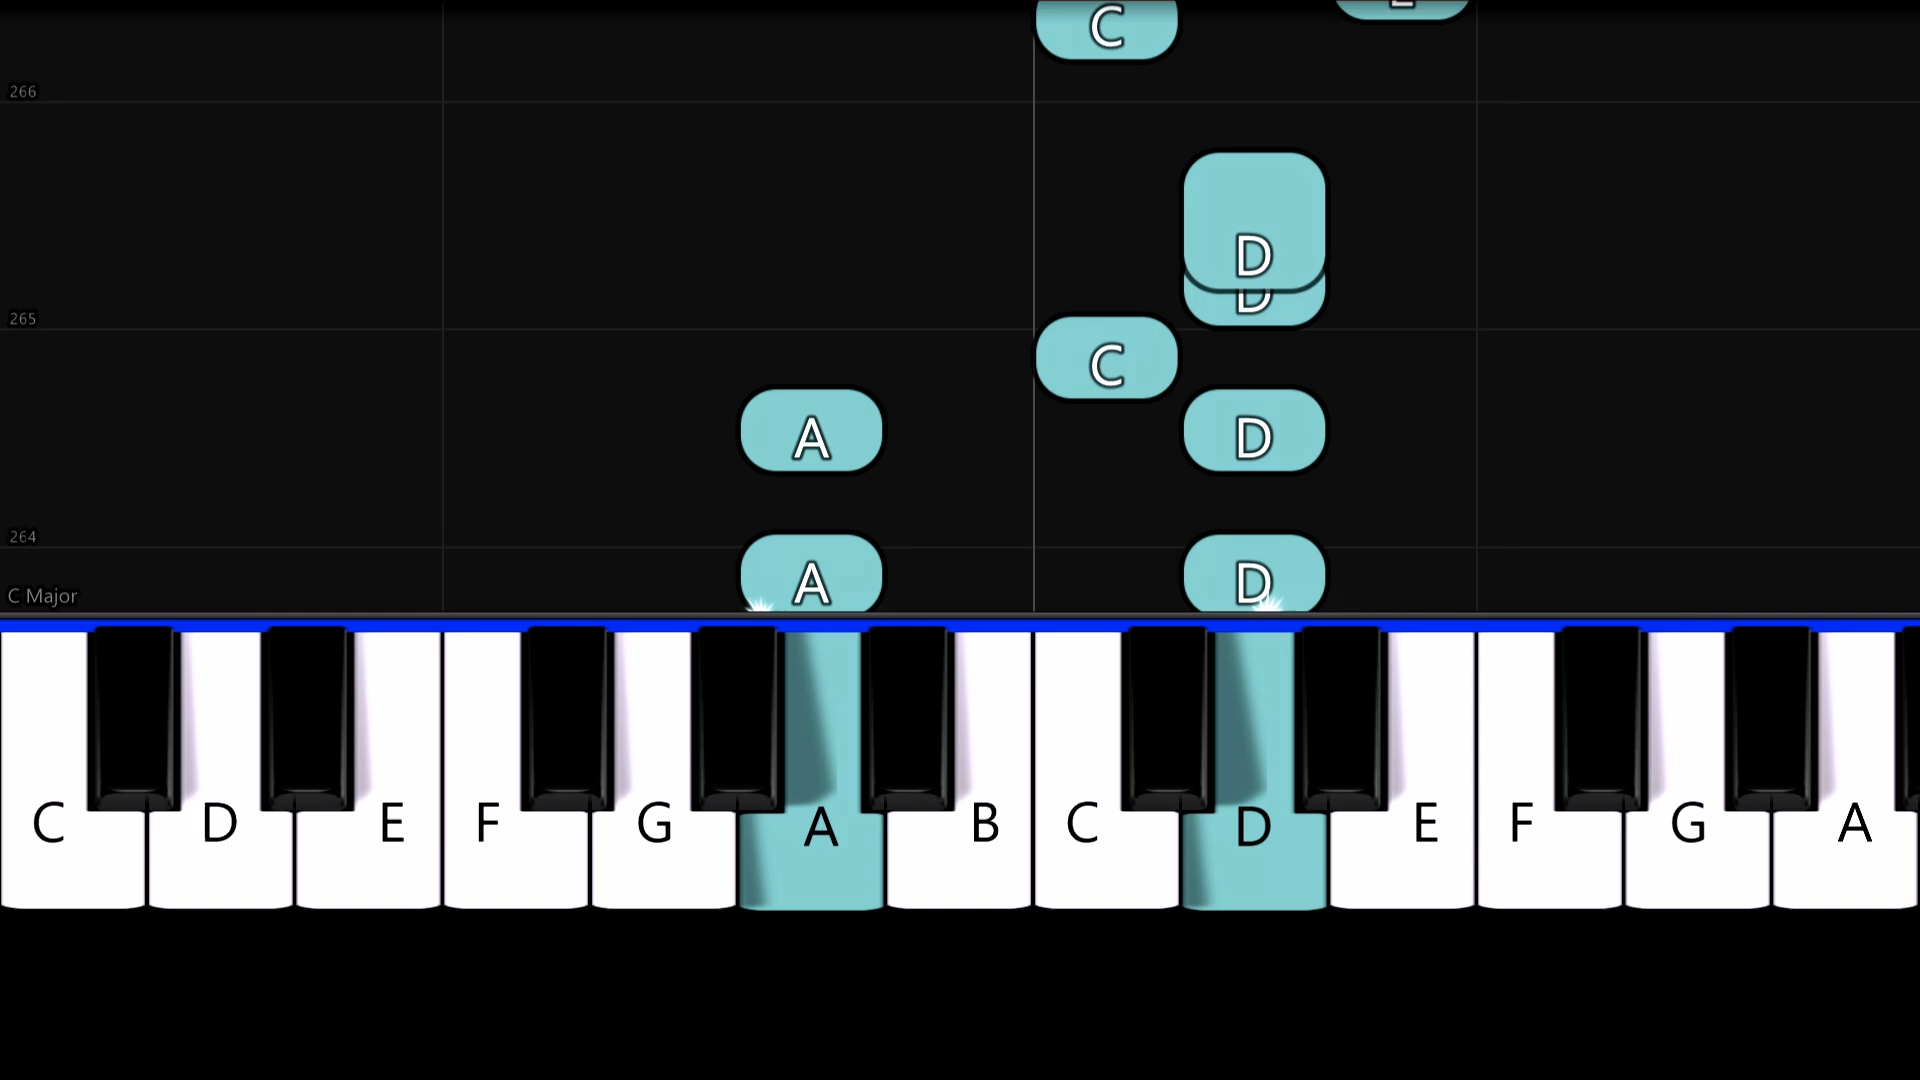 C E
266
D
D
265
C
A D
264
A D
C Major
C D E F G A B C D E F G A